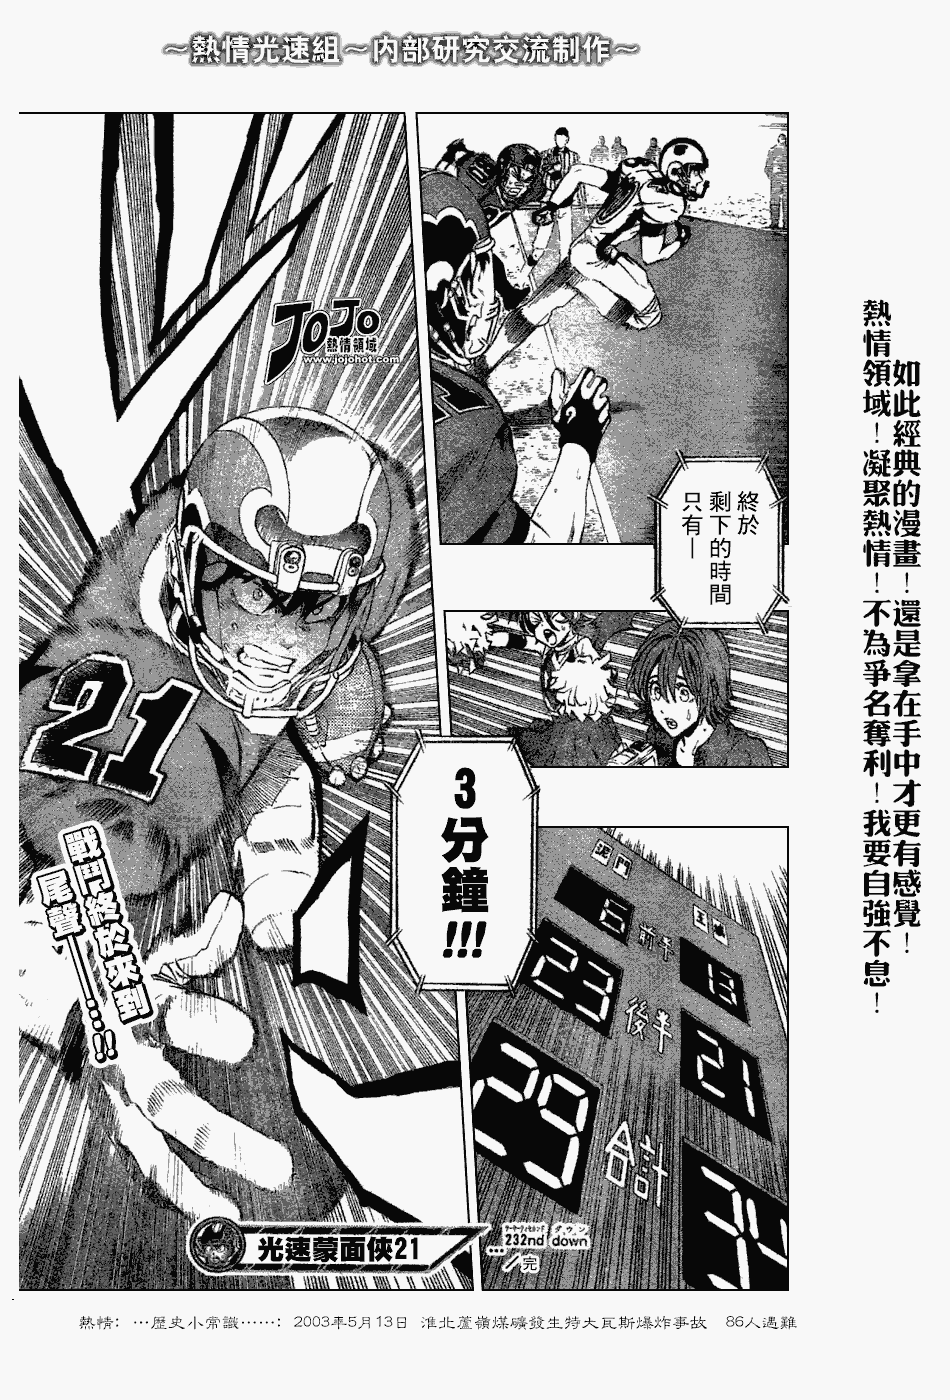 ～熱情光速組～內部研究交流制作～
終於
剩下的時間
只有—
3分鐘!!!
泥門
王城
6
前半
13
23
後半
21
29
合計
34
JOJO
熱情領域
www.jojohot.com
21
戰鬥終於來到
尾聲——……!!
光速蒙面俠21
232nd down
…／完
如此經典的漫畫！還是拿在手中才更有感覺！
熱情領域！凝聚熱情！不為爭名奪利！我要自強不息！
熱情：…歷史小常識……：2003年5月13日 淮北蘆嶺煤礦發生特大瓦斯爆炸事故 86人遇難